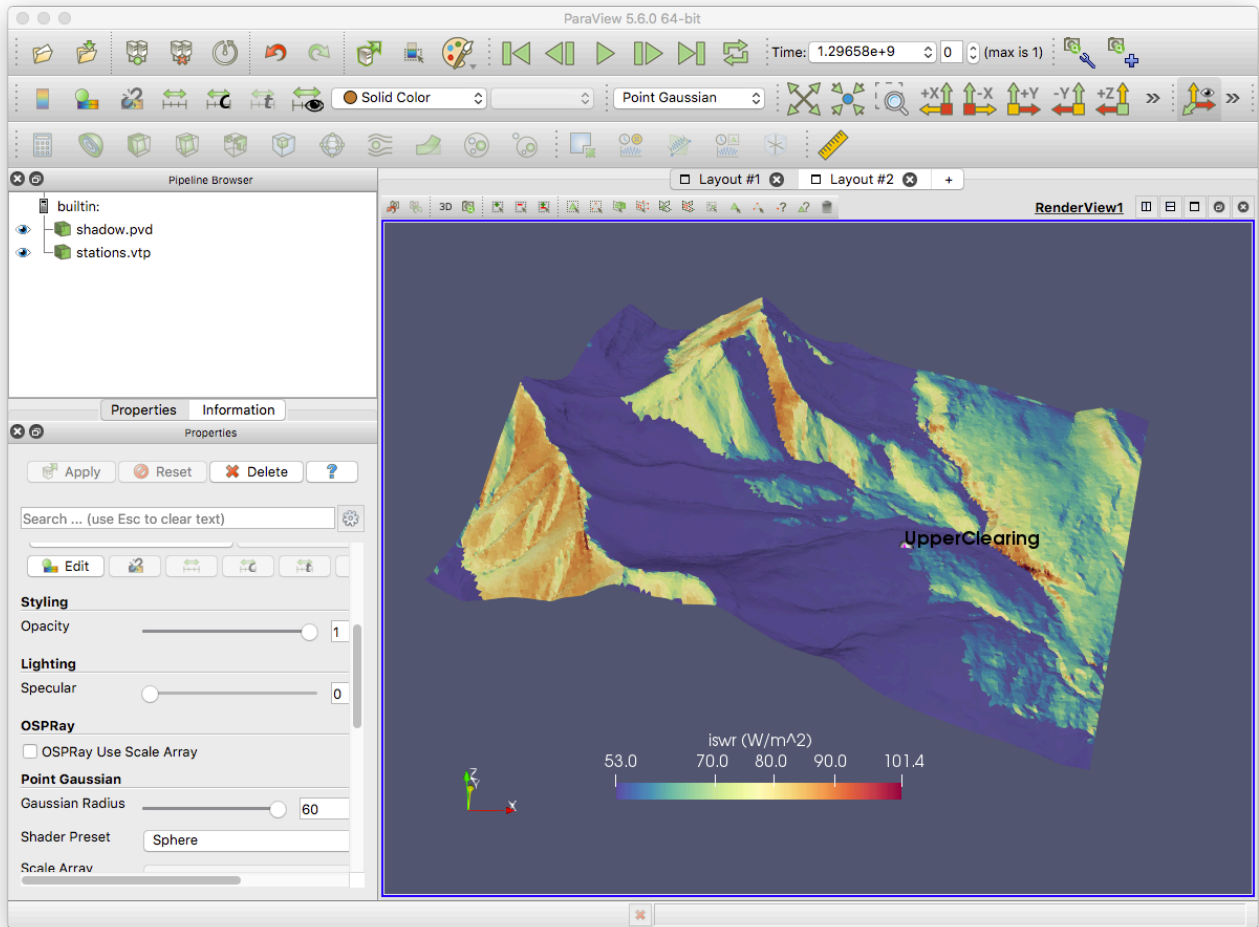 ParaView 5.6.0 64-bit
Time: 1.29658e+9 0 (max is 1)
Solid Color Point Gaussian +X -X +Y -Y +Z »  »
Pipeline Browser
builtin:
shadow.pvd
stations.vtp
Properties Information
Properties
Apply Reset Delete ?
Search ... (use Esc to clear text)
Edit
Styling
Opacity 1
Lighting
Specular 0
OSPRay
OSPRay Use Scale Array
Point Gaussian
Gaussian Radius 60
Shader Preset Sphere
Scale Array
Layout #1 Layout #2 +
3D RenderView1
UpperClearing
iswr (W/m^2)
53.0 70.0 80.0 90.0 101.4
Z
Y
X